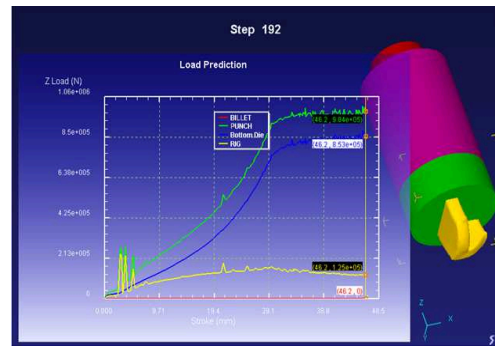 Step 192
Load Prediction
Z Load (N)
1.06e+006
8.5e+005
6.38e+005
4.25e+005
2.13e+005
0
BILLET
PUNCH
Bottom Die
RIG
(46.2, 9.84e+05)
(46.2, 8.53e+05)
(46.2, 1.25e+05)
(46.2, 0)
0.000 9.71 19.4 29.1 38.8 48.5
Stroke (mm)
Z
X
Y